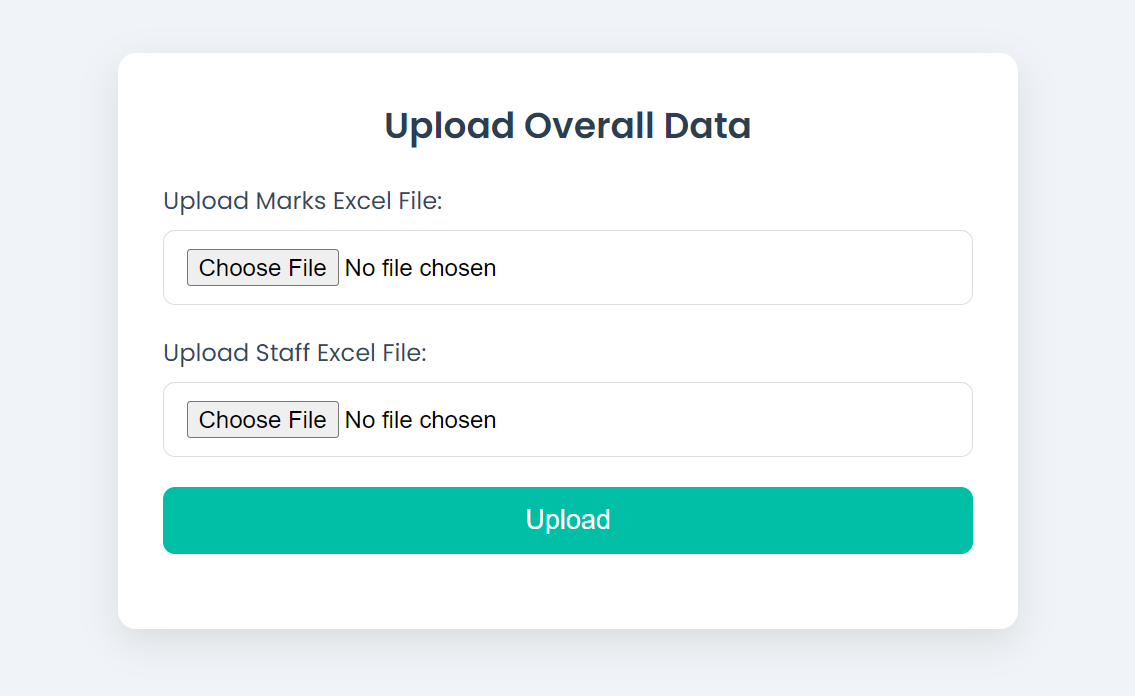 Upload Overall Data
Upload Marks Excel File:
Choose File No file chosen
Upload Staff Excel File:
Choose File No file chosen
Upload